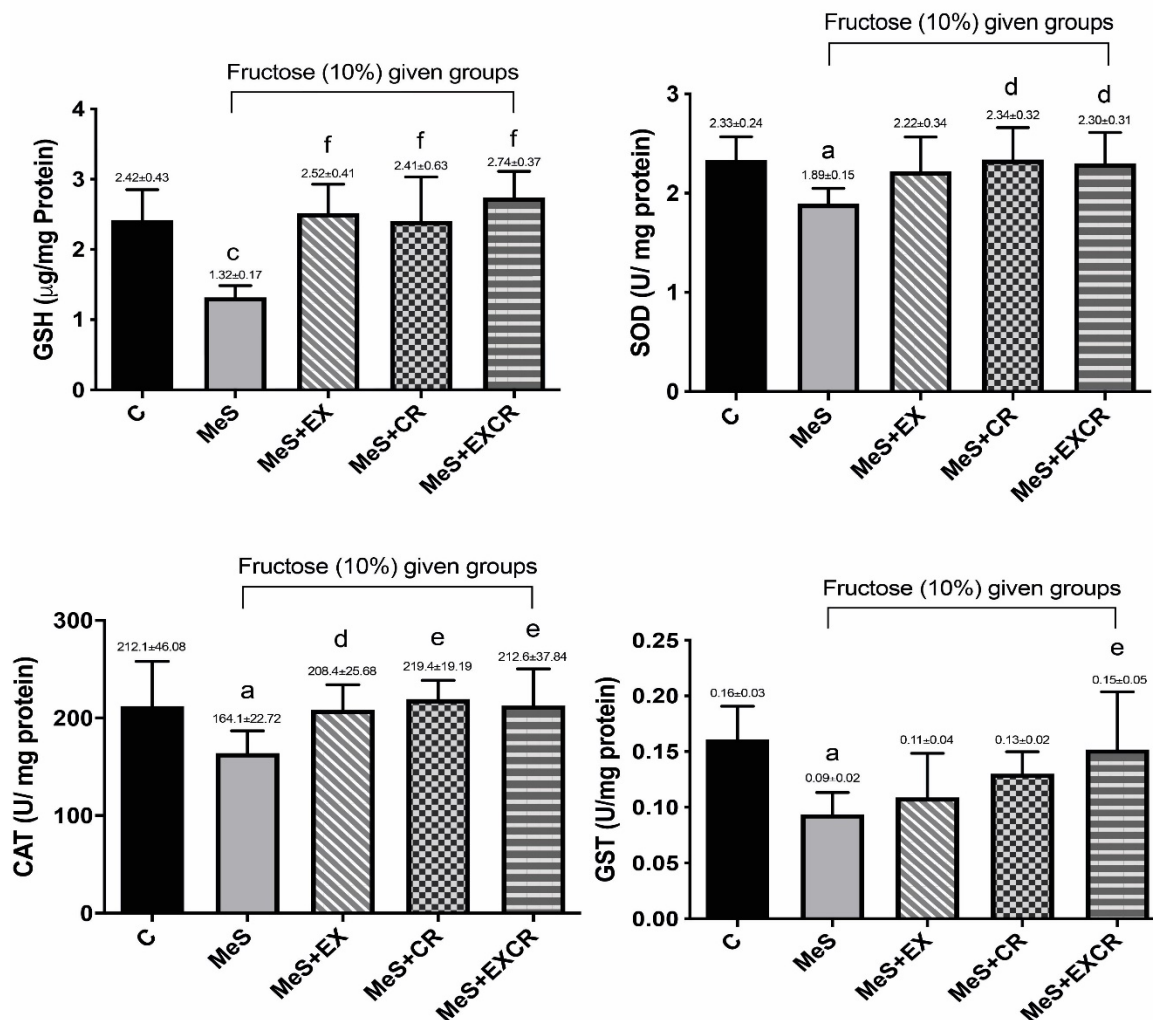 Fructose (10%) given groups
GSH (µg/mg Protein)
4
3
2
1
0
2.42±0.43
c
1.32±0.17
f
2.52±0.41
f
2.41±0.63
f
2.74±0.37
C
MeS
MeS+EX
MeS+CR
MeS+EXCR
Fructose (10%) given groups
SOD (U/ mg protein)
3
2
1
0
2.33±0.24
a
1.89±0.15
2.22±0.34
d
2.34±0.32
d
2.30±0.31
C
MeS
MeS+EX
MeS+CR
MeS+EXCR
Fructose (10%) given groups
CAT (U/ mg protein)
300
200
100
0
212.1±46.08
a
164.1±22.72
d
208.4±25.68
e
219.4±19.19
e
212.6±37.84
C
MeS
MeS+EX
MeS+CR
MeS+EXCR
Fructose (10%) given groups
GST (U/mg protein)
0.25
0.20
0.15
0.10
0.05
0.00
0.16±0.03
a
0.09±0.02
0.11±0.04
0.13±0.02
e
0.15±0.05
C
MeS
MeS+EX
MeS+CR
MeS+EXCR